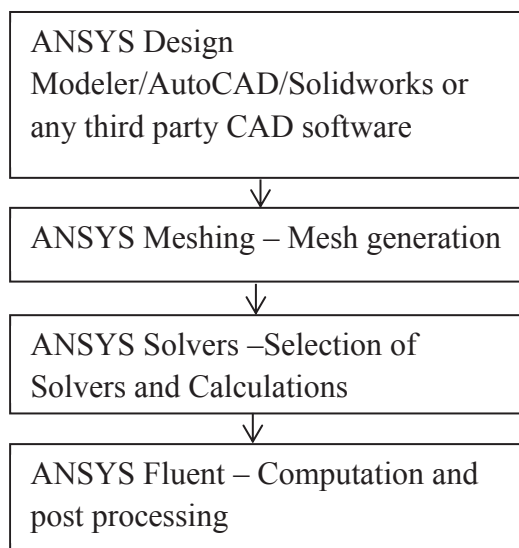 ANSYS Design
Modeler/AutoCAD/Solidworks or
any third party CAD software
ANSYS Meshing – Mesh generation
ANSYS Solvers –Selection of
Solvers and Calculations
ANSYS Fluent – Computation and
post processing